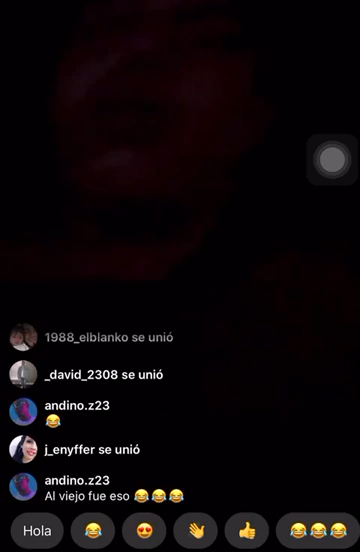 1988_elblanko se unió
_david_2308 se unió
andino.z23
😂
j_enyffer se unió
andino.z23
Al viejo fue eso 😂😂😂
Hola 😂 😍 👋 👍 😂😂😂